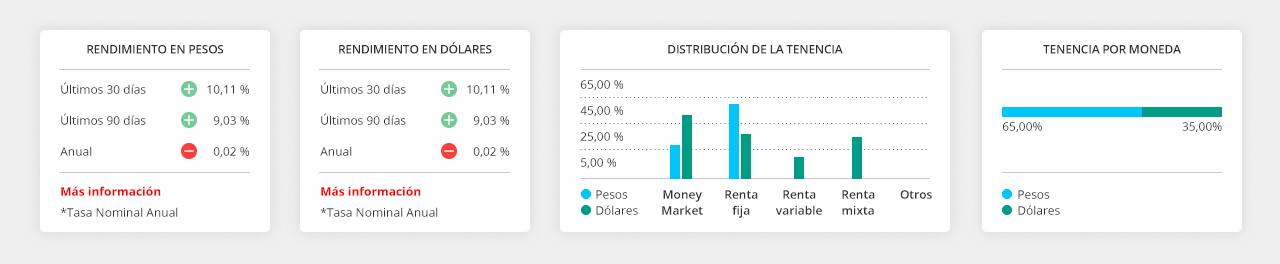 RENDIMIENTO EN PESOS
Últimos 30 días 10,11 %
Últimos 90 días 9,03 %
Anual 0,02 %
Más información
*Tasa Nominal Anual
RENDIMIENTO EN DÓLARES
Últimos 30 días 10,11 %
Últimos 90 días 9,03 %
Anual 0,02 %
Más información
*Tasa Nominal Anual
DISTRIBUCIÓN DE LA TENENCIA
65,00 %
45,00 %
25,00 %
5,00 %
Pesos
Dólares
Money
Market
Renta
fija
Renta
variable
Renta
mixta
Otros
TENENCIA POR MONEDA
65,00% 35,00%
Pesos
Dólares